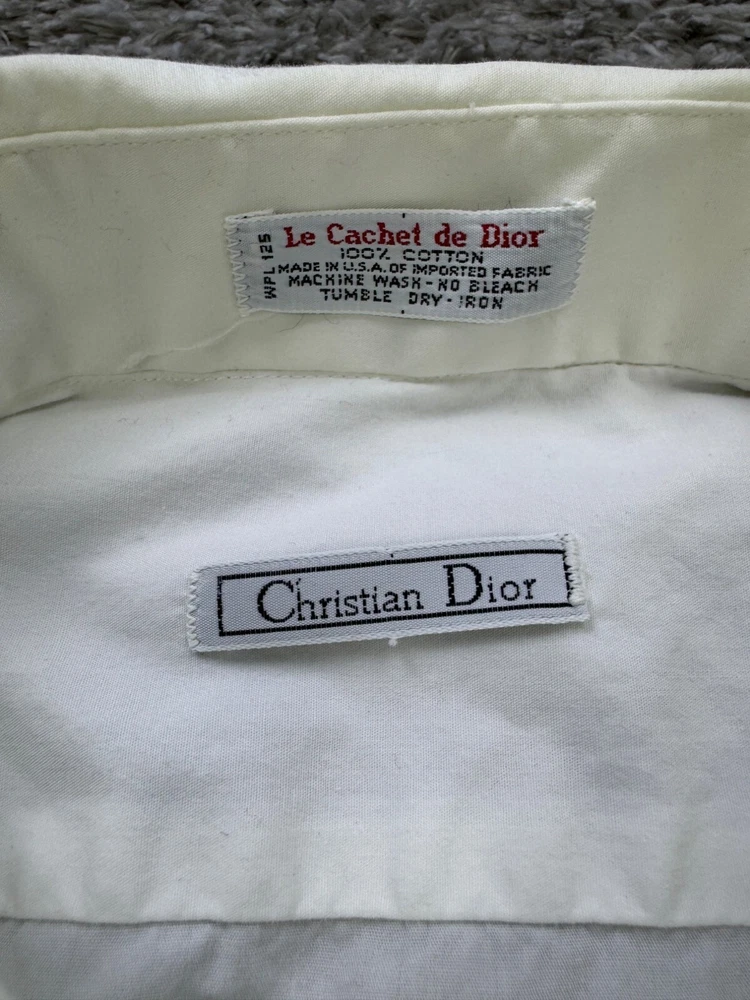 Le Cachet de Dior
100% COTTON
MADE IN U.S.A. OF IMPORTED FABRIC
MACHINE WASH - NO BLEACH
TUMBLE DRY - IRON
WPL 125
Christian Dior